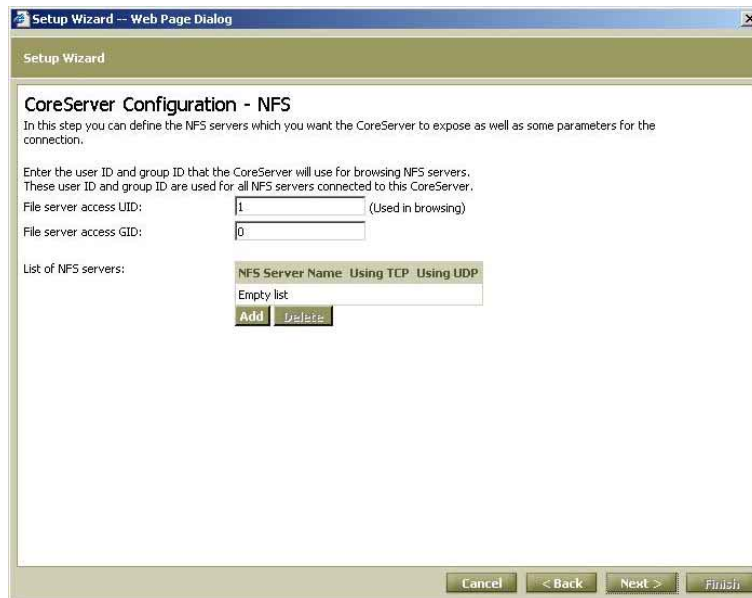 Setup Wizard -- Web Page Dialog
Setup Wizard
CoreServer Configuration - NFS
In this step you can define the NFS servers which you want the CoreServer to expose as well as some parameters for the
connection.
Enter the user ID and group ID that the CoreServer will use for browsing NFS servers.
These user ID and group ID are used for all NFS servers connected to this CoreServer.
File server access UID: 1 (Used in browsing)
File server access GID: 0
List of NFS servers: NFS Server Name Using TCP Using UDP
Empty list
Add Delete
Cancel < Back Next > Finish